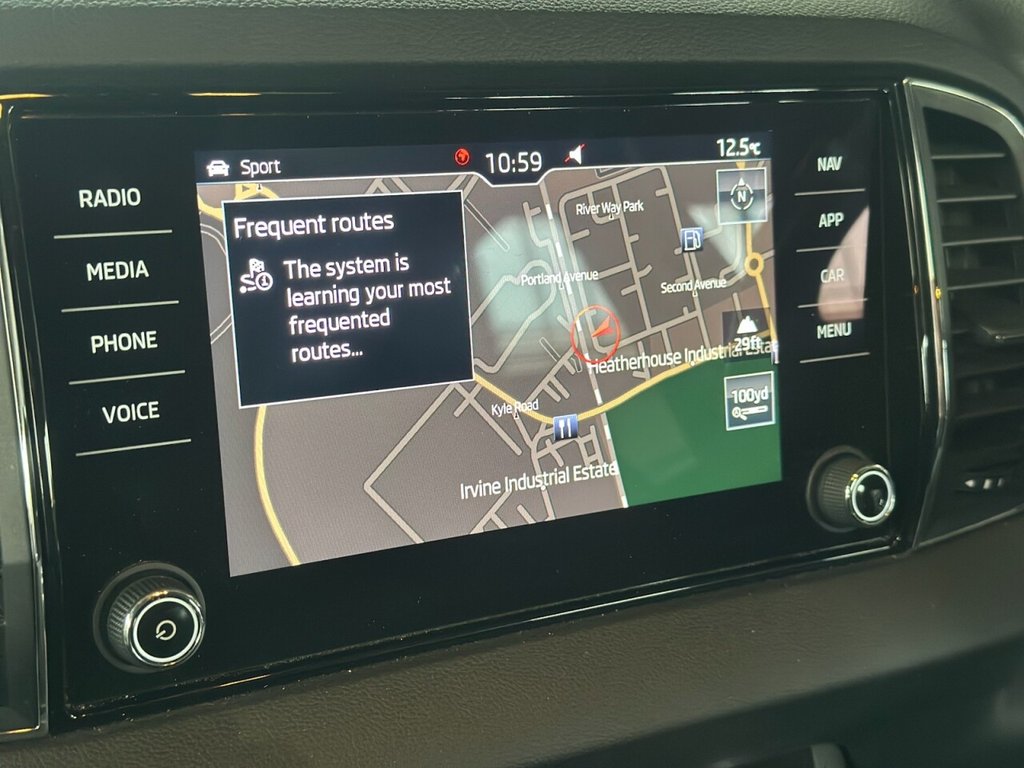 Sport
10:59
12.5℃
RADIO
MEDIA
PHONE
VOICE
Frequent routes
The system is
learning your most
frequented
routes...
River Way Park
Portland Avenue
Second Avenue
Heatherhouse Industrial Esta
Kyle Road
Irvine Industrial Estate
N
29ft
100yd
NAV
APP
CAR
MENU